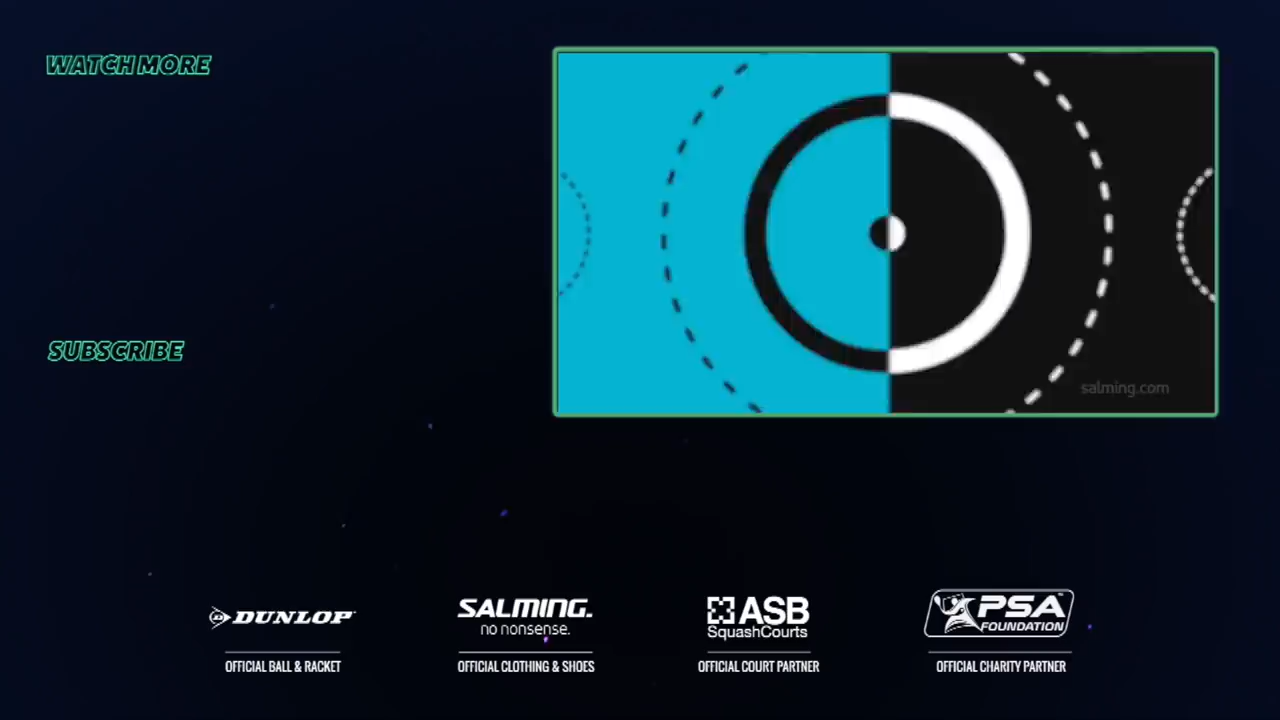 WATCH MORE
salming.com
SUBSCRIBE
DUNLOP
SALMING.
no nonsense.
ASB
SquashCourts
PSA
FOUNDATION
OFFICIAL BALL & RACKET
OFFICIAL CLOTHING & SHOES
OFFICIAL COURT PARTNER
OFFICIAL CHARITY PARTNER